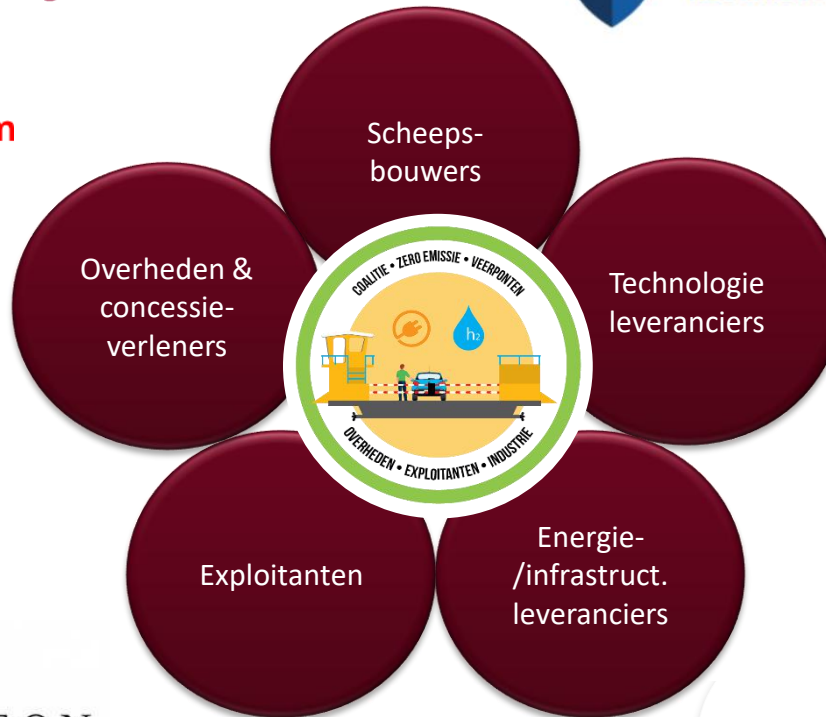 Scheeps-
bouwers
Overheden &
concessie-
verleners
Technologie
leveranciers
COALITIE • ZERO EMISSIE • VEERPONTEN
h2
OVERHEDEN • EXPLOITANTEN • INDUSTRIE
Exploitanten
Energie-
/infrastruct.
leveranciers